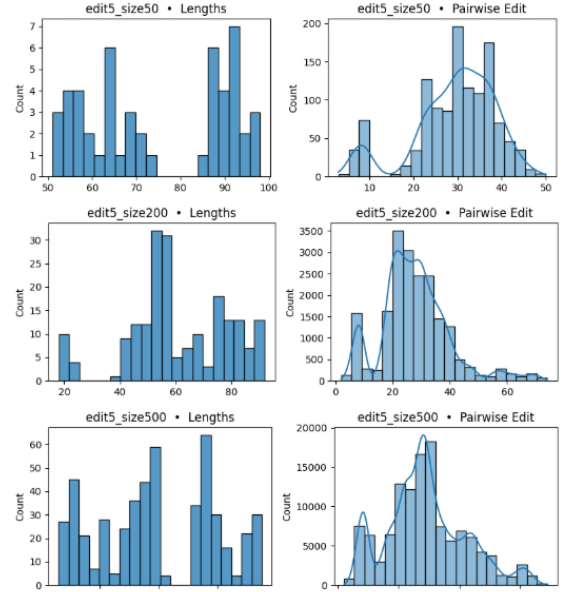 edit5_size50 • Lengths
7
6
5
4
3
2
1
0
Count
50 60 70 80 90 100
edit5_size50 • Pairwise Edit
200
150
100
50
0
Count
10 20 30 40 50
edit5_size200 • Lengths
30
25
20
15
10
5
0
Count
20 40 60 80
edit5_size200 • Pairwise Edit
3500
3000
2500
2000
1500
1000
500
0
Count
0 20 40 60
edit5_size500 • Lengths
60
50
40
30
20
10
0
Count
edit5_size500 • Pairwise Edit
20000
15000
10000
5000
0
Count